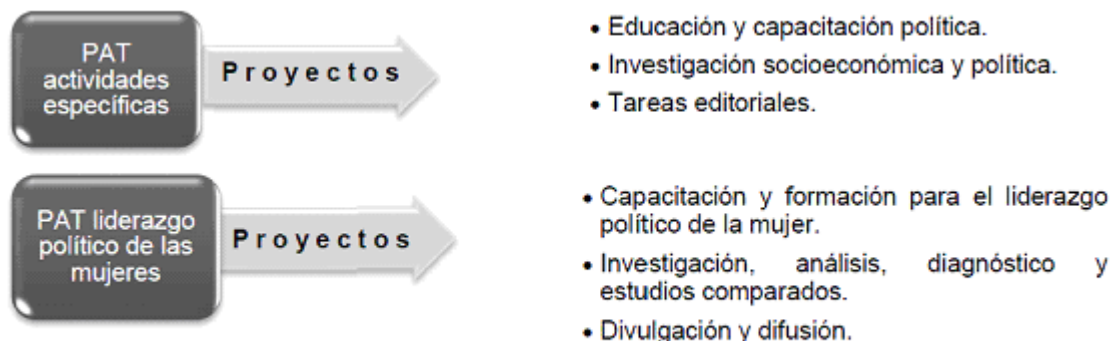 PAT
actividades
específicas
Proyectos
• Educación y capacitación política.
• Investigación socioeconómica y política.
• Tareas editoriales.
PAT liderazgo
político de las
mujeres
Proyectos
• Capacitación y formación para el liderazgo
político de la mujer.
• Investigación, análisis, diagnóstico y
estudios comparados.
• Divulgación y difusión.